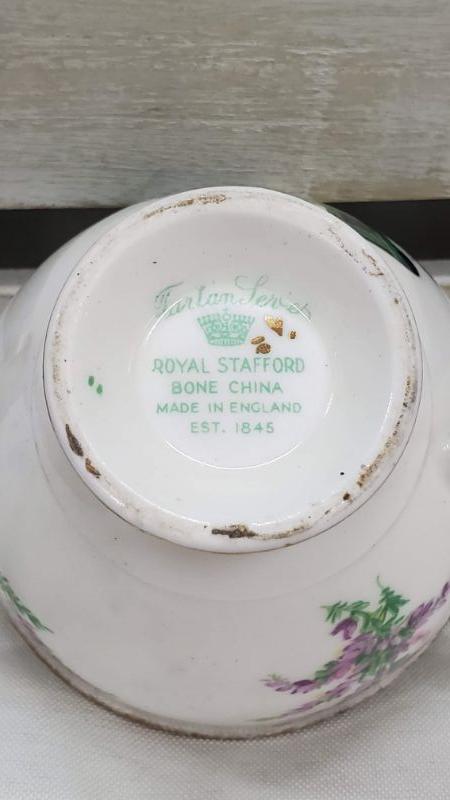 Tartan Series
ROYAL STAFFORD
BONE CHINA
MADE IN ENGLAND
EST. 1845